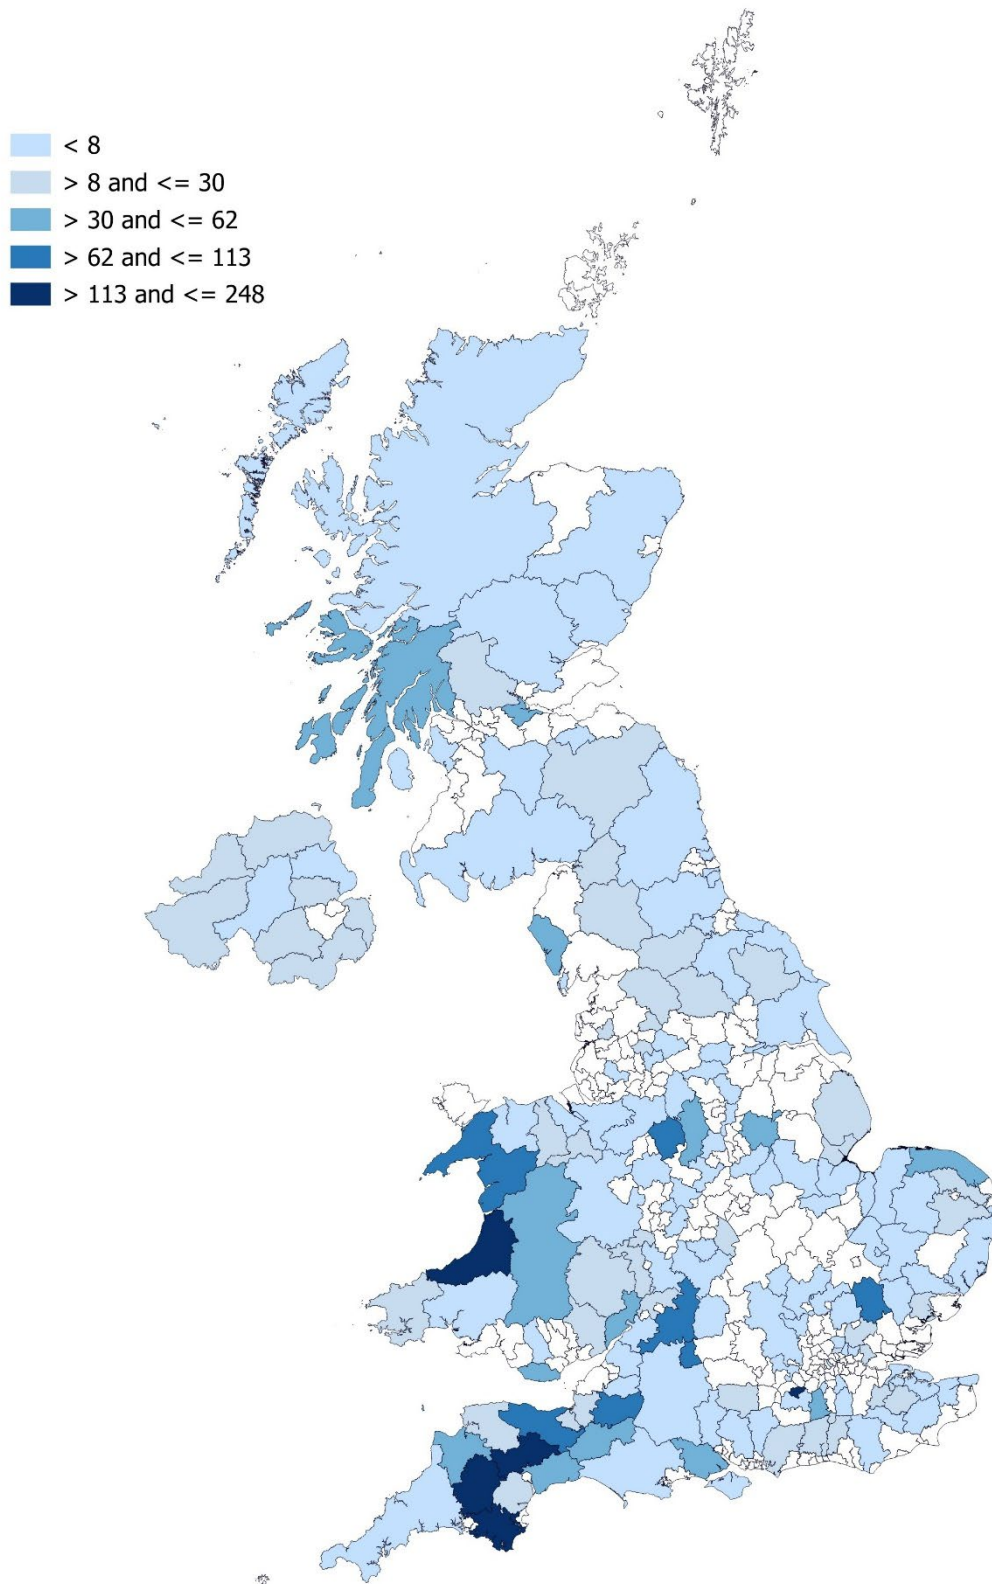 < 8
> 8 and <= 30
> 30 and <= 62
> 62 and <= 113
> 113 and <= 248